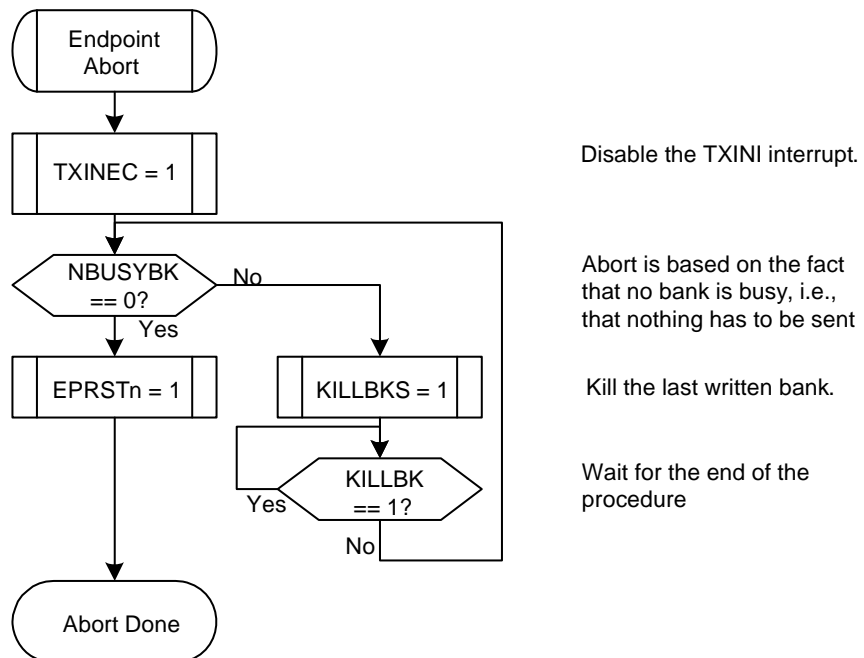 Endpoint
Abort
TXINEC = 1
Disable the TXINI interrupt.
NBUSYBK
== 0?
No
Yes
Abort is based on the fact
that no bank is busy, i.e.,
that nothing has to be sent
EPRSTn = 1
KILLBKS = 1
Kill the last written bank.
KILLBK
== 1?
Yes
No
Wait for the end of the
procedure
Abort Done